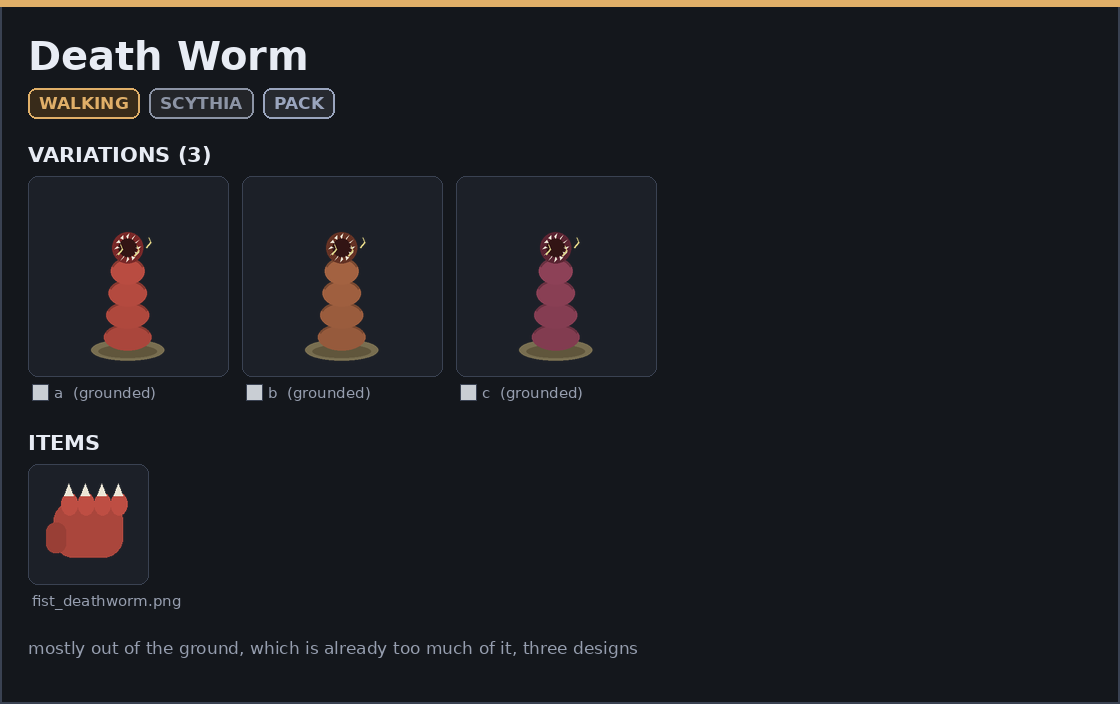 Death Worm
WALKING SCYTHIA PACK
VARIATIONS (3)
a (grounded) b (grounded) c (grounded)
ITEMS
fist_deathworm.png
mostly out of the ground, which is already too much of it, three designs